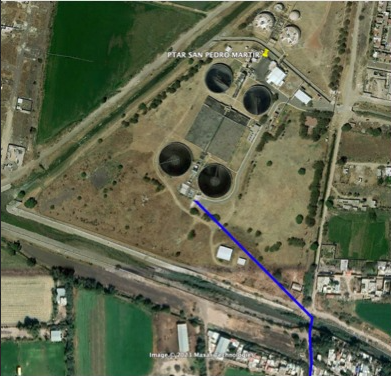 PTAR SAN PEDRO MARTIR
Image © 2023 Maxar Technologies